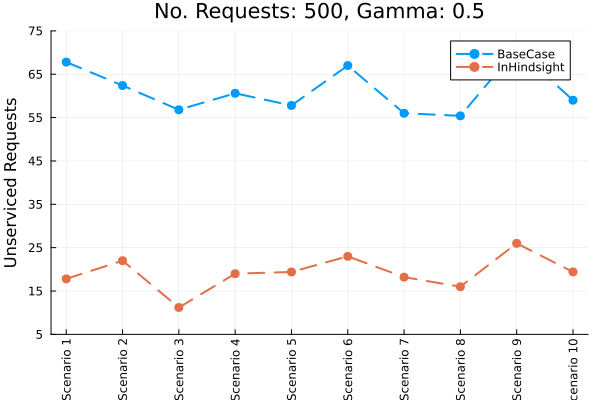 No. Requests: 500, Gamma: 0.5
Unserviced Requests
75
65
55
45
35
25
15
5
BaseCase
InHindsight
Scenario 1
Scenario 2
Scenario 3
Scenario 4
Scenario 5
Scenario 6
Scenario 7
Scenario 8
Scenario 9
cenario 10